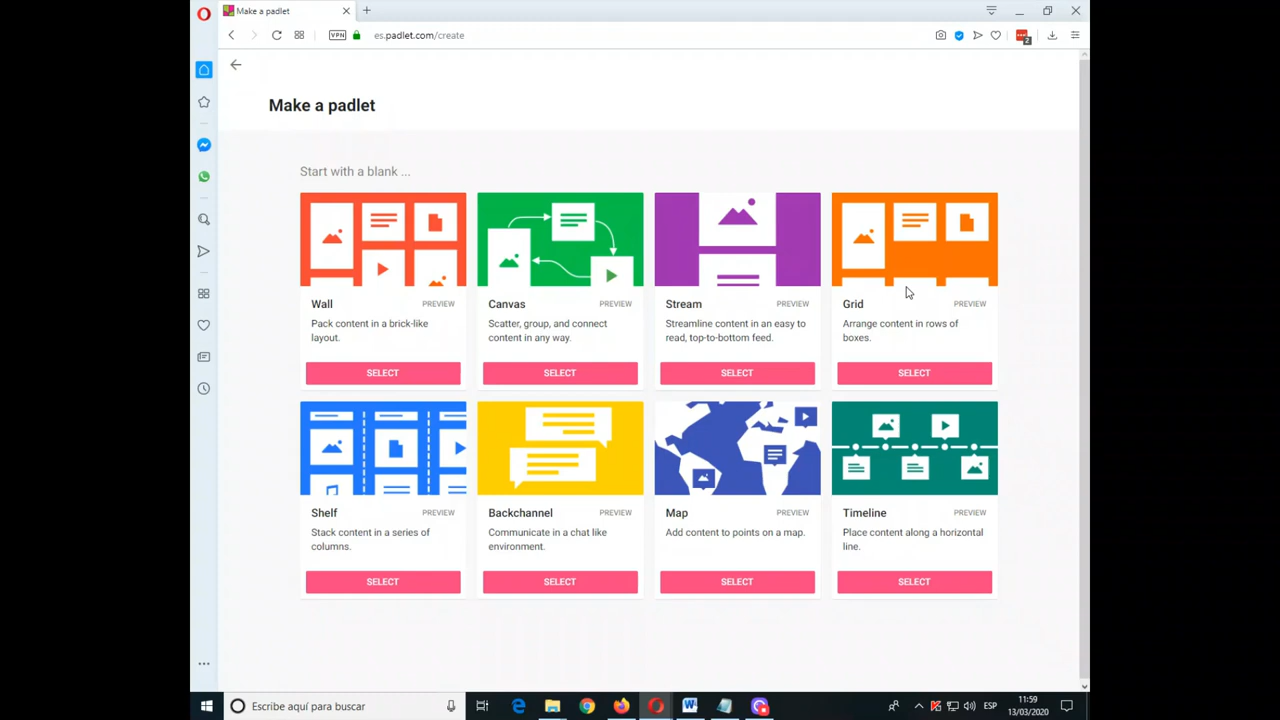 Make a padlet
VPN
es.padlet.com/create
2
Make a padlet
Start with a blank ...
Wall
PREVIEW
Pack content in a brick-like
layout.
SELECT
Canvas
PREVIEW
Scatter, group, and connect
content in any way.
SELECT
Stream
PREVIEW
Streamline content in an easy to
read, top-to-bottom feed.
SELECT
Grid
PREVIEW
Arrange content in rows of
boxes.
SELECT
Shelf
PREVIEW
Stack content in a series of
columns.
SELECT
Backchannel
PREVIEW
Communicate in a chat like
environment.
SELECT
Map
PREVIEW
Add content to points on a map.
SELECT
Timeline
PREVIEW
Place content along a horizontal
line.
SELECT
Escribe aquí para buscar
ESP
11:59
13/03/2020